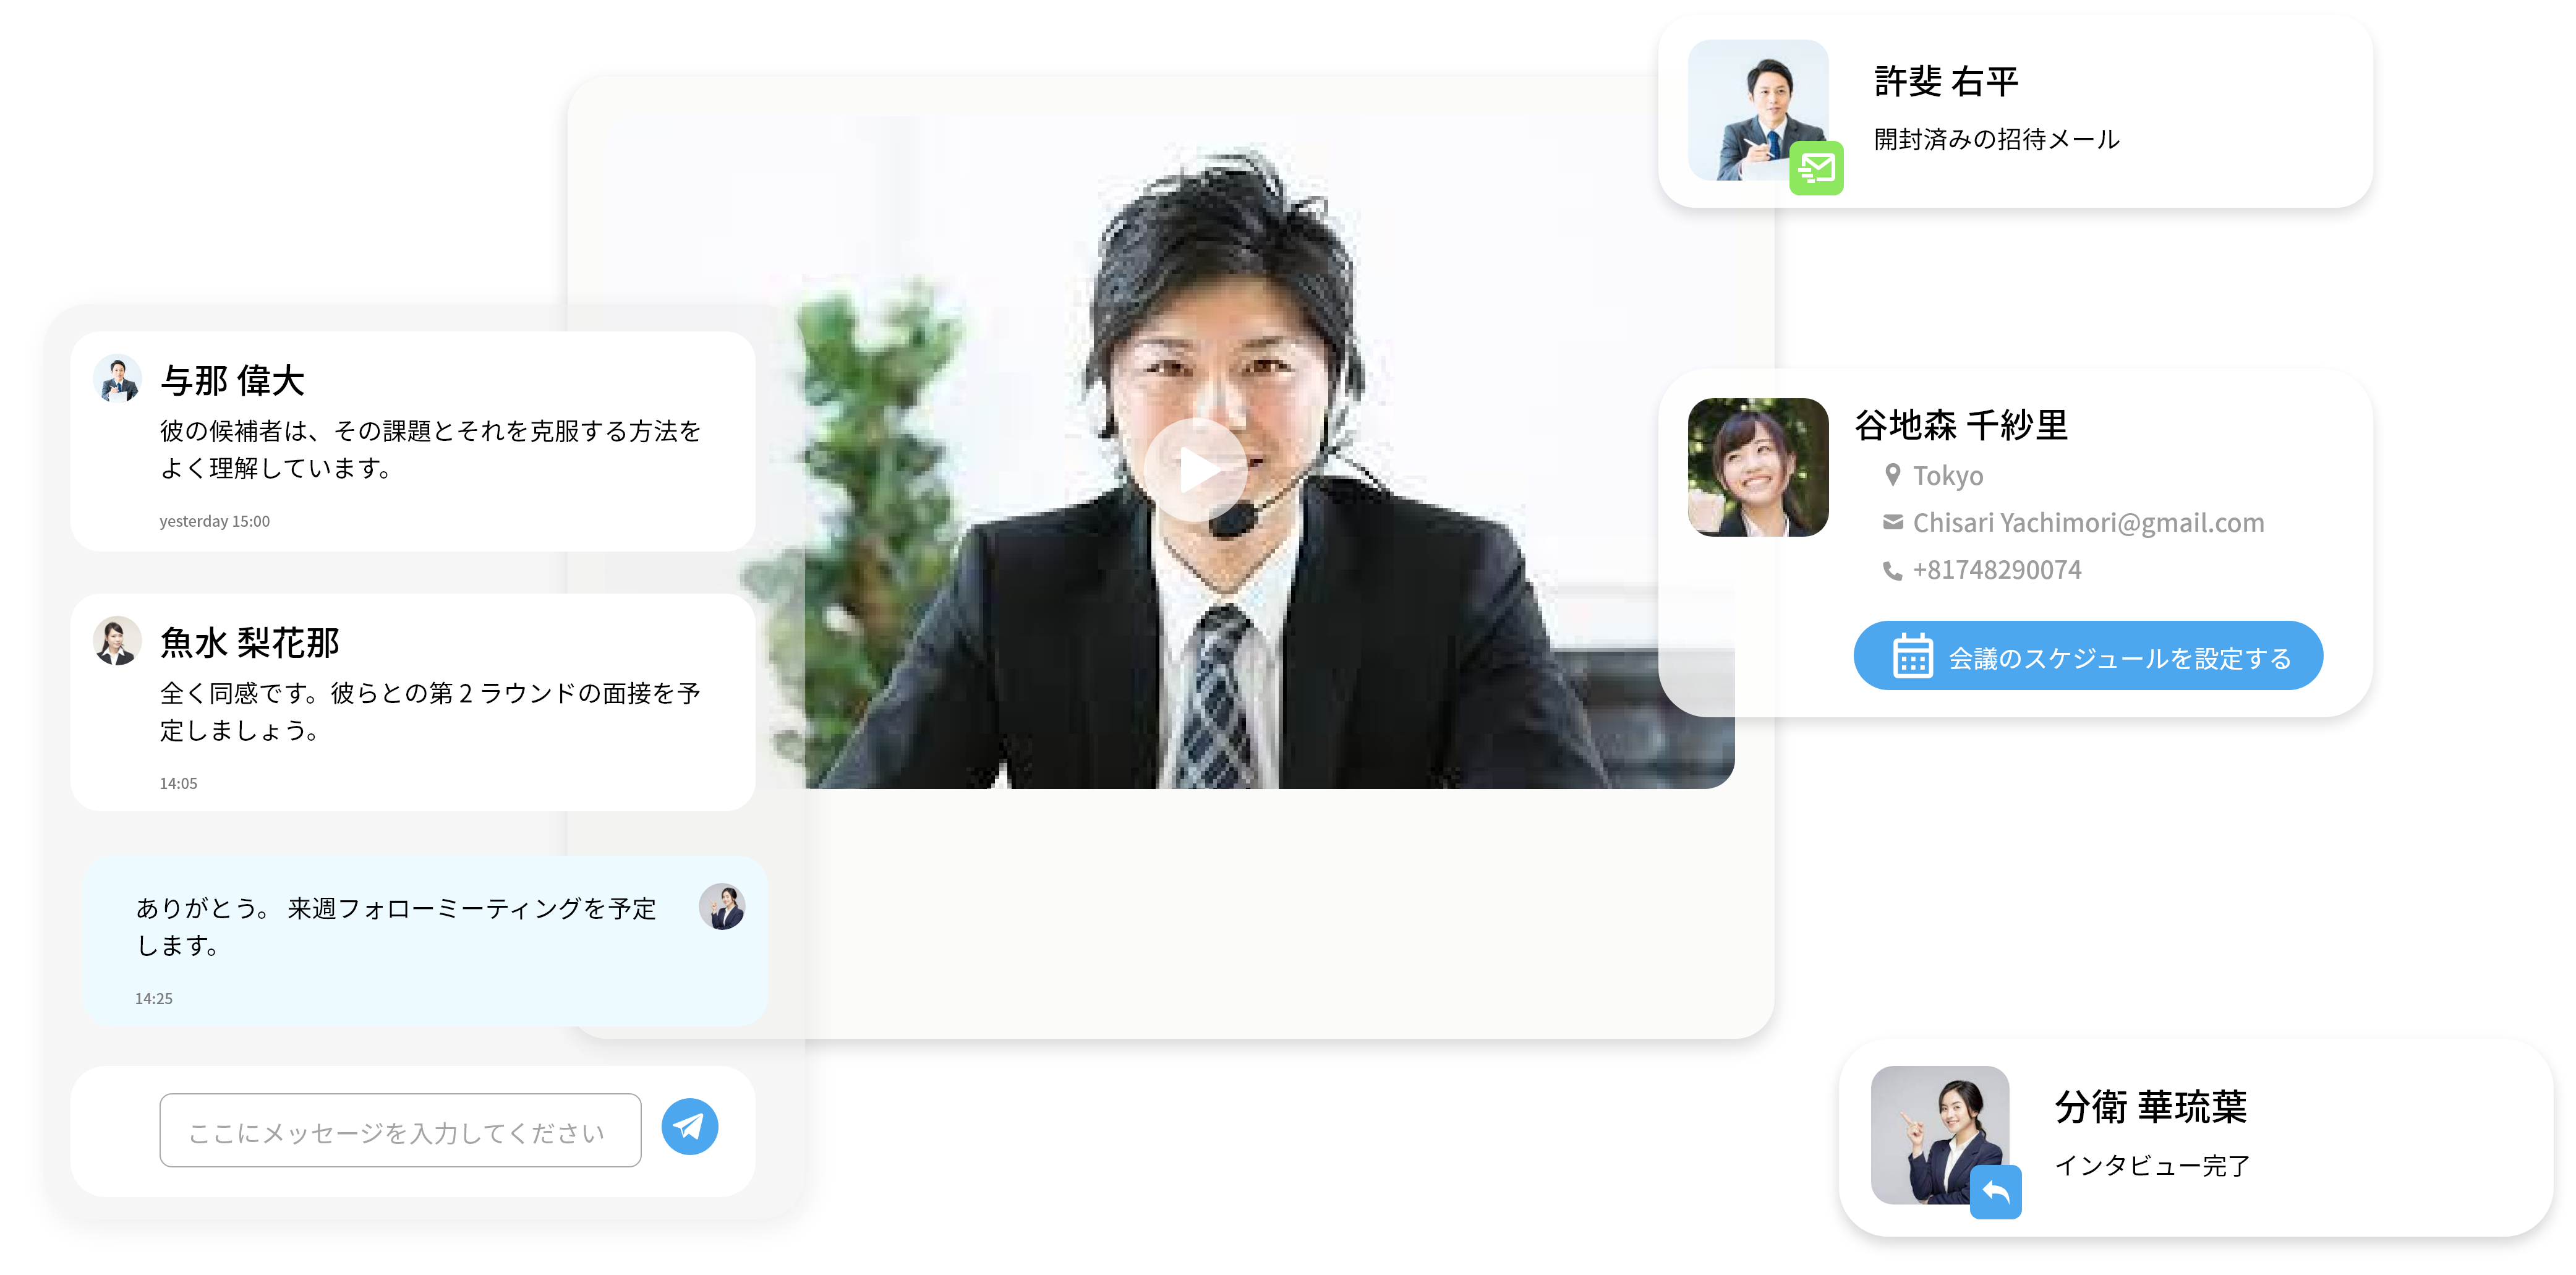 許斐 右平
開封済みの招待メール
与那 偉大
彼の候補者は、その課題とそれを克服する方法を
よく理解しています。
yesterday 15:00
魚水 梨花那
全く同感です。彼らとの第 2 ラウンドの面接を予
定しましょう。
14:05
ありがとう。 来週フォローミーティングを予定
します。
14:25
ここにメッセージを入力してください
谷地森 千紗里
Tokyo
Chisari Yachimori@gmail.com
+81748290074
会議のスケジュールを設定する
分衛 華琉葉
インタビュー完了